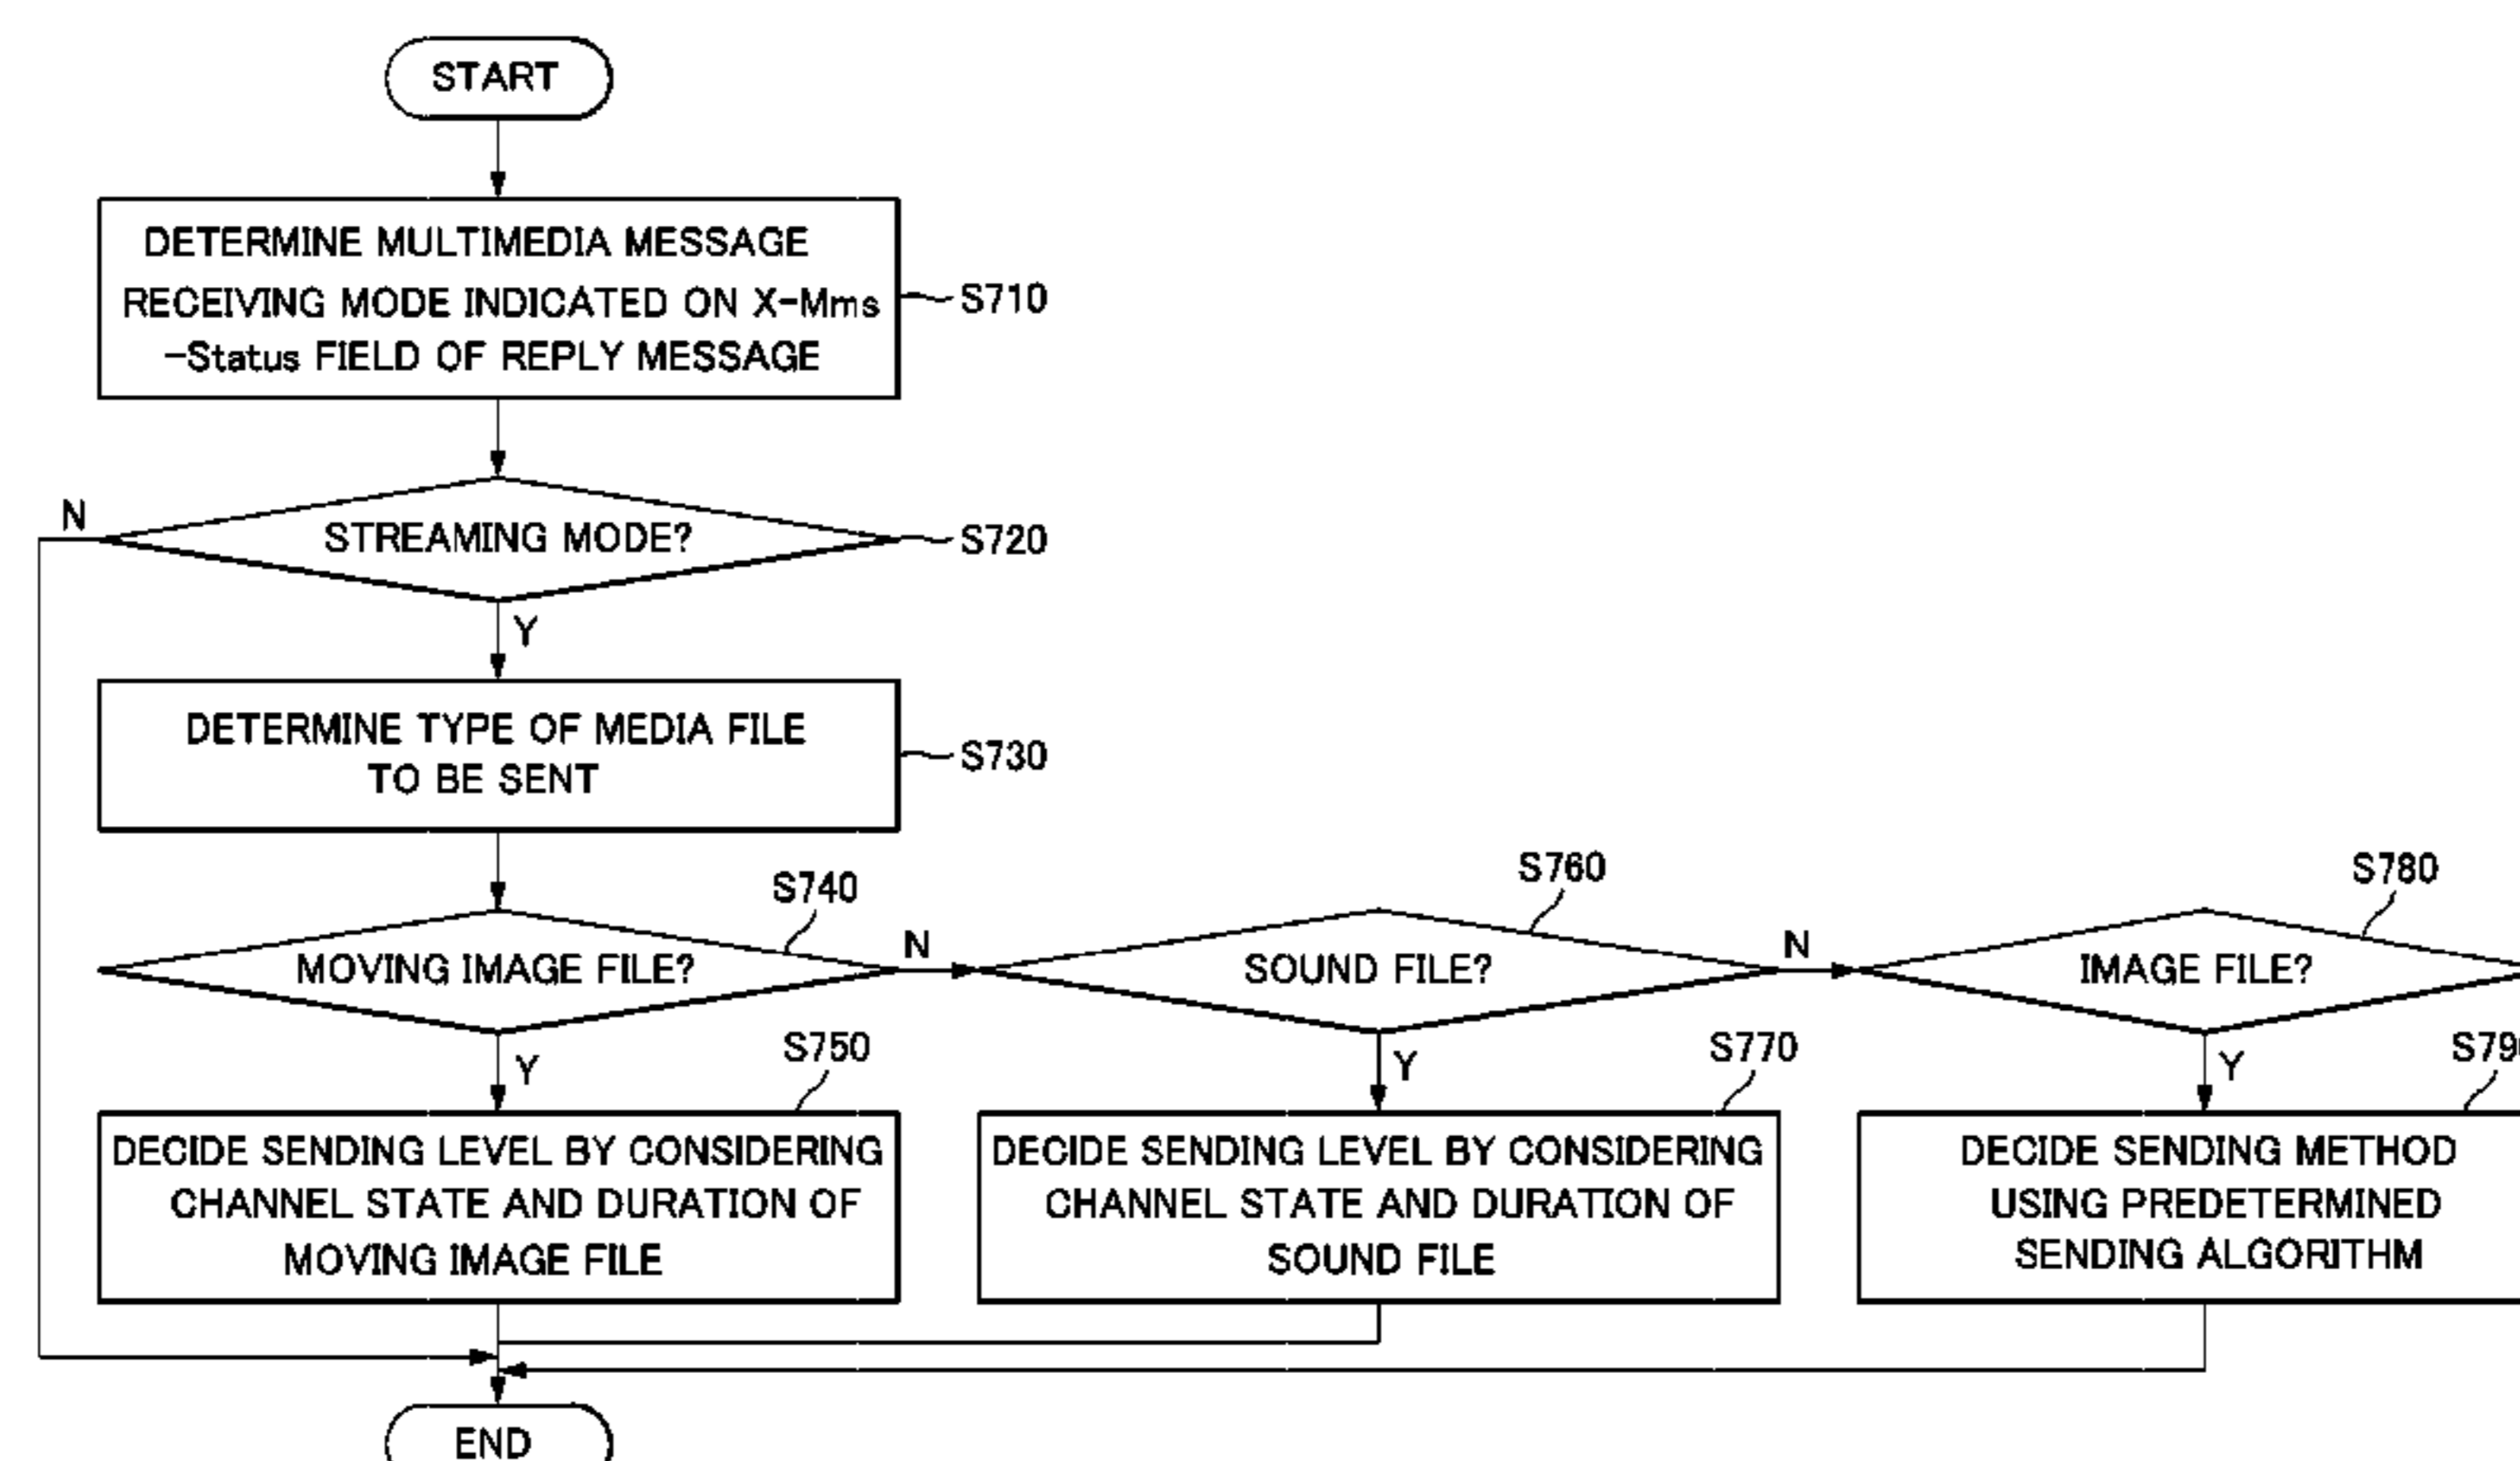 START
DETERMINE MULTIMEDIA MESSAGE
RECEIVING MODE INDICATED ON X-Mms
-Status FIELD OF REPLY MESSAGE
S710
N
STREAMING MODE?
S720
Y
DETERMINE TYPE OF MEDIA FILE
TO BE SENT
S730
S740
MOVING IMAGE FILE?
N
S760
SOUND FILE?
N
S780
IMAGE FILE?
Y
S750
DECIDE SENDING LEVEL BY CONSIDERING
CHANNEL STATE AND DURATION OF
MOVING IMAGE FILE
Y
S770
DECIDE SENDING LEVEL BY CONSIDERING
CHANNEL STATE AND DURATION OF
SOUND FILE
Y
DECIDE SENDING METHOD
USING PREDETERMINED
SENDING ALGORITHM
END